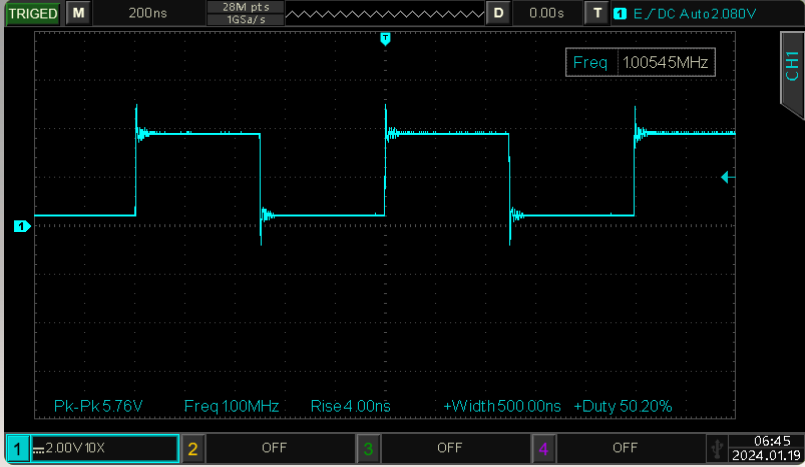 TRIGED M 200ns 28M pts D 0.00s T 1 E DC Auto 2.080V
1GSa/s
T
Freq 1.00545MHz
CH1
1
Pk-Pk 5.76V Freq 1.00MHz Rise 4.00ns +Width 500.00ns +Duty 50.20%
1 2.00V 10X 2 OFF 3 OFF 4 OFF 06:45
2024.01.19